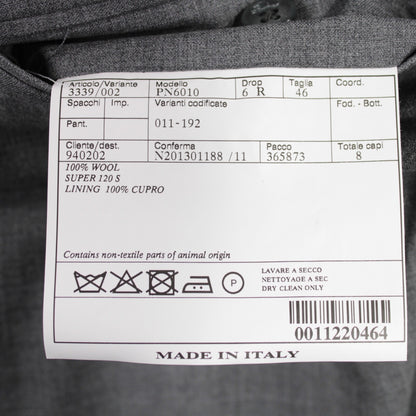 Articolo/Variante Modello Drop Taglia Coord.
3339/002 PN6010 6 R 46
Spacchi Imp. Varianti codificate Fod. - Bott.
Pant. 011-192
Cliente/dest. Conferma Pacco Totale capi
940202 N201301188 /11 365873 8
100% WOOL
SUPER 120 S
LINING 100% CUPRO
Contains non-textile parts of animal origin
P
LAVARE A SECCO
NETTOYAGE A SEC
DRY CLEAN ONLY
0011220464
MADE IN ITALY